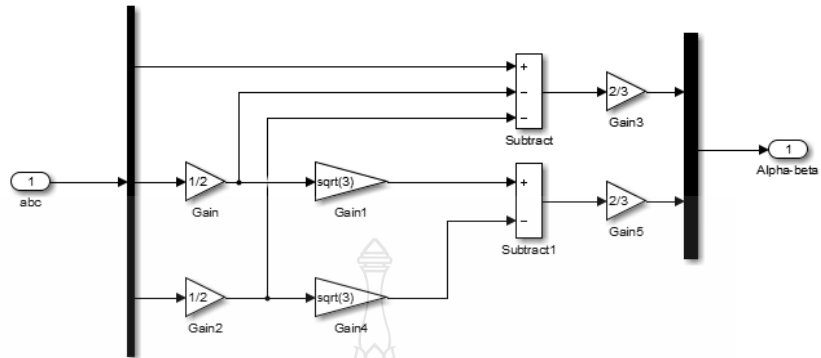 +
−
−
2/3
Gain3
Subtract
1
Alpha-beta
1
abc
1/2
Gain
sqrt(3)
Gain1
+
−
Subtract1
2/3
Gain5
1/2
Gain2
sqrt(3)
Gain4